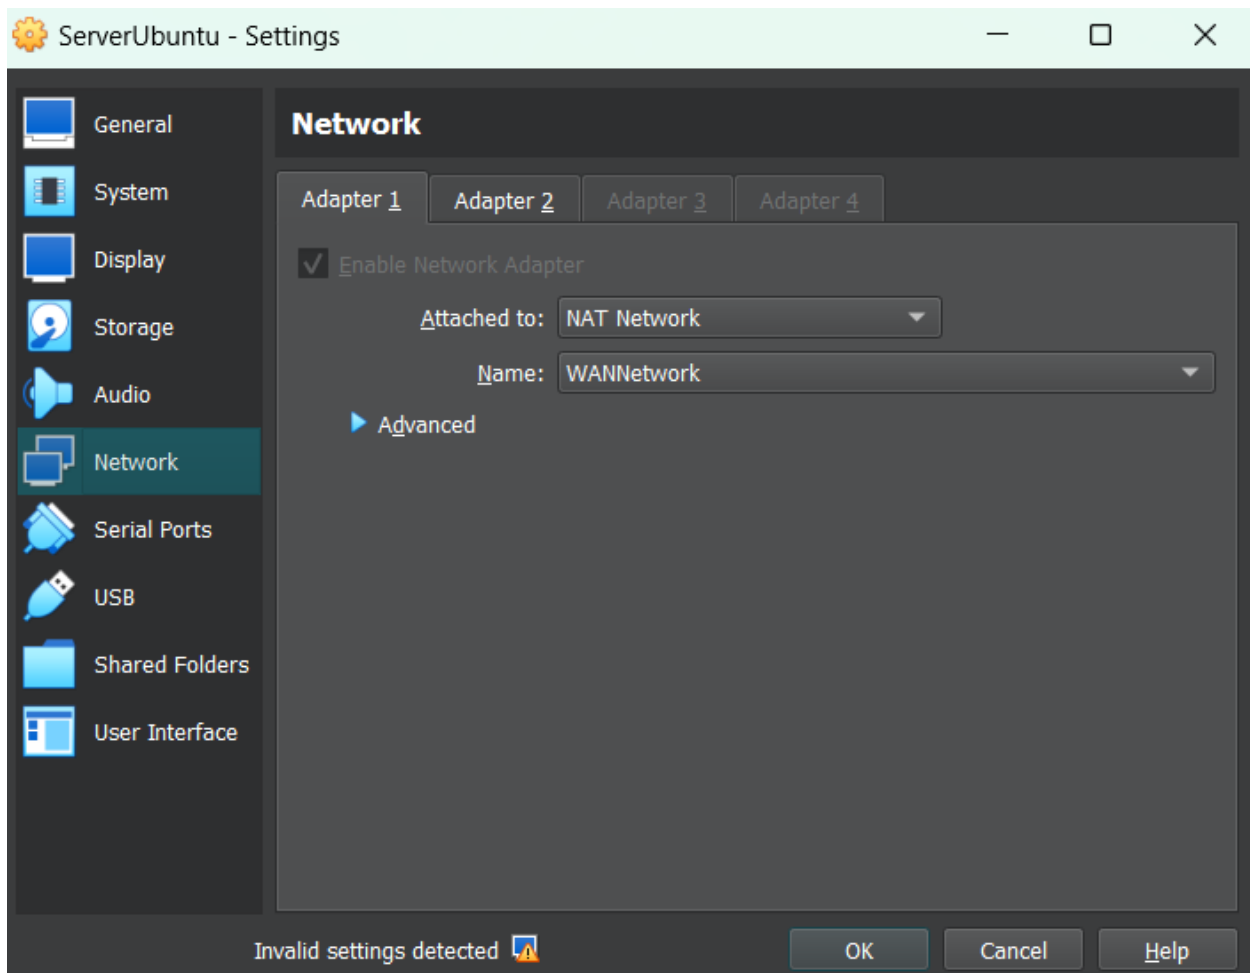 ServerUbuntu - Settings
General
System
Display
Storage
Audio
Network
Serial Ports
USB
Shared Folders
User Interface
Network
Adapter 1 Adapter 2 Adapter 3 Adapter 4
Enable Network Adapter
Attached to: NAT Network
Name: WANNetwork
Advanced
Invalid settings detected OK Cancel Help